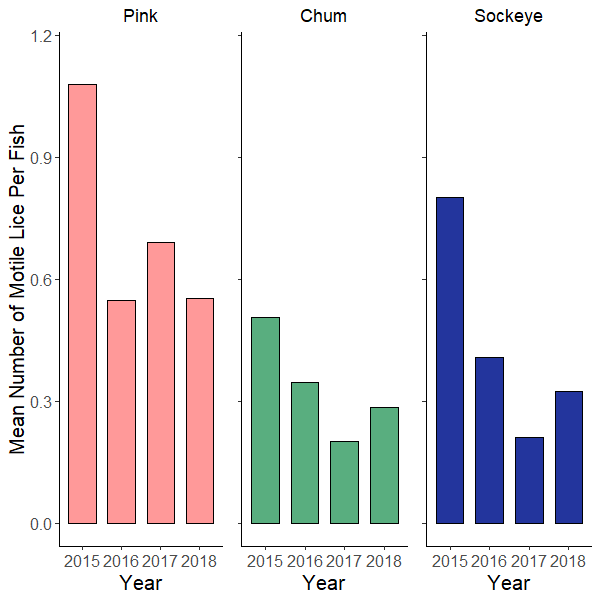 Pink Chum Sockeye
Mean Number of Motile Lice Per Fish
1.2
0.9
0.6
0.3
0.0
2015 2016 2017 2018 2015 2016 2017 2018 2015 2016 2017 2018
Year Year Year